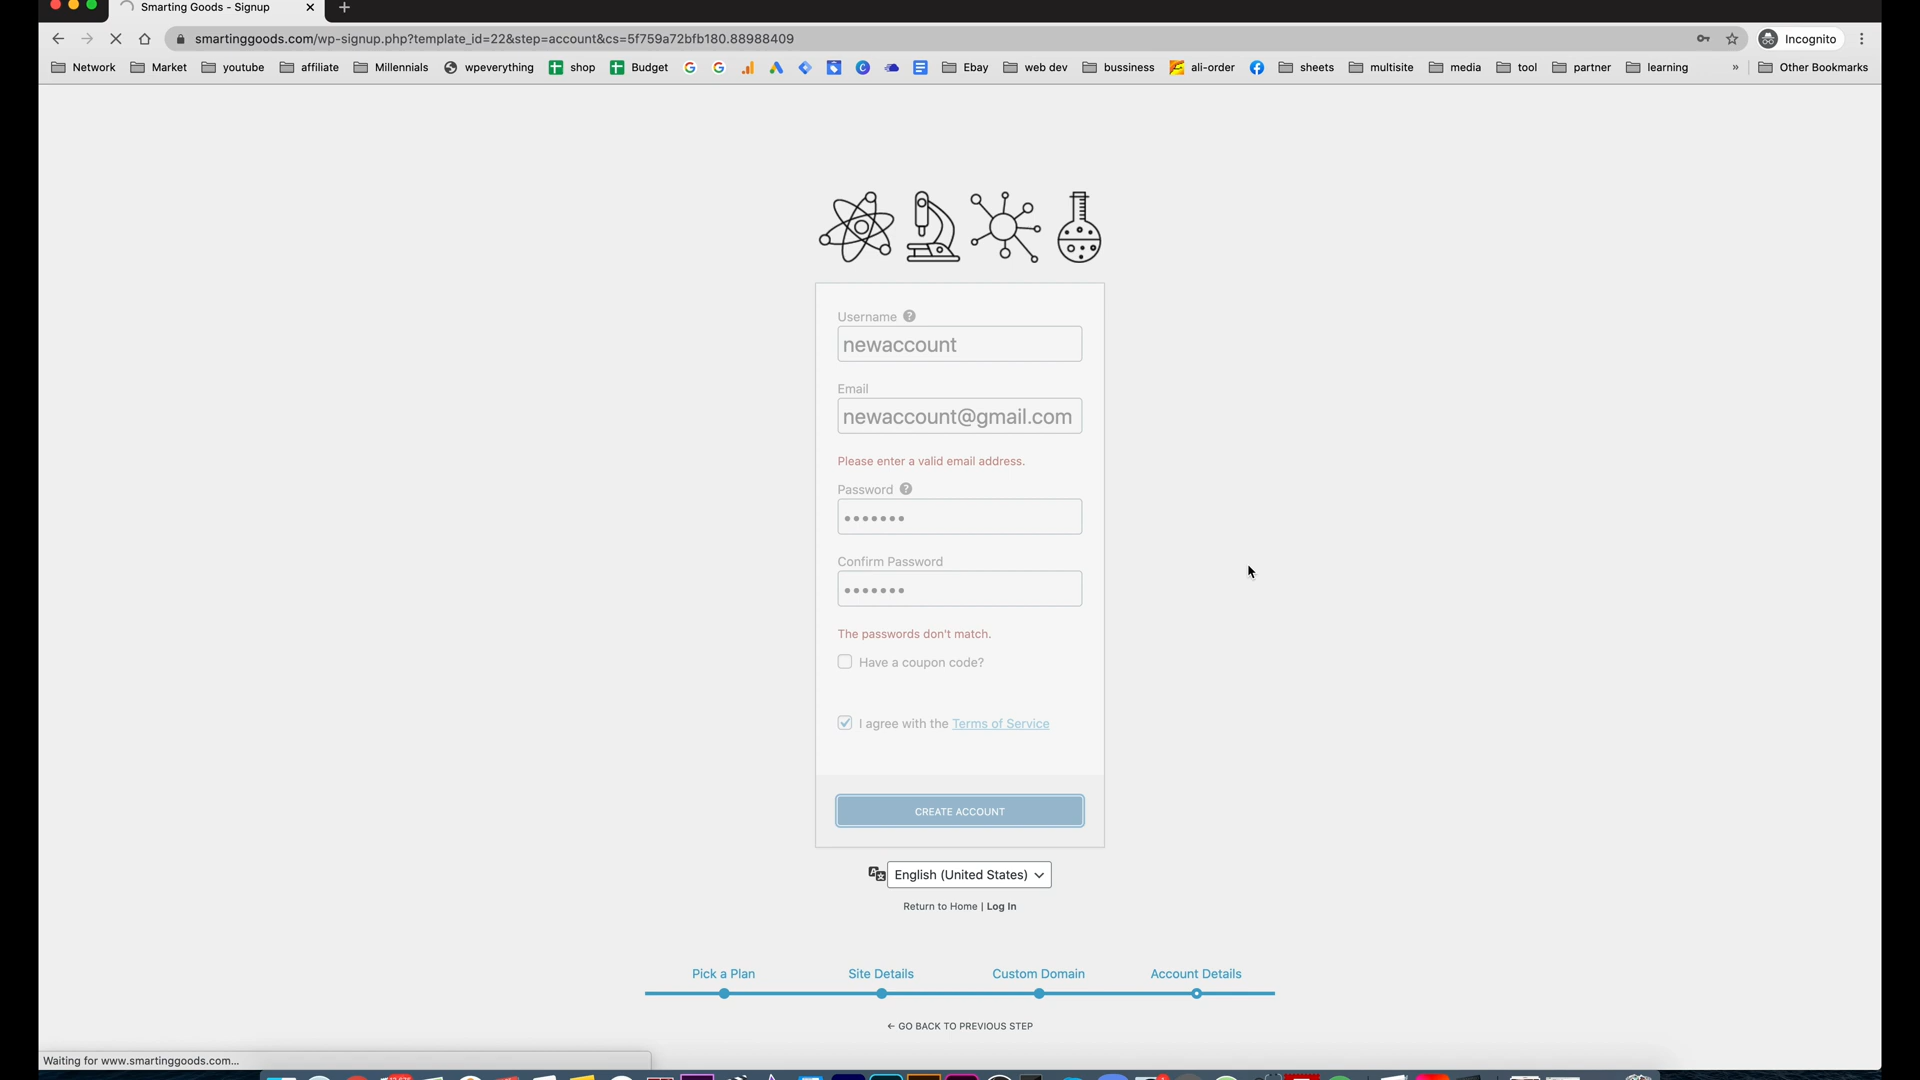 Smarting Goods - Signup
smartinggoods.com/wp-signup.php?template_id=22&step=account&cs=5f759a72bfb180.88988409
Incognito
Network Market youtube affiliate Millennials wpeverything shop Budget Ebay web dev bussiness ali-order sheets multisite media tool partner learning » Other Bookmarks
Username
newaccount
Email
newaccount@gmail.com
Please enter a valid email address.
Password
Confirm Password
The passwords don't match.
Have a coupon code?
I agree with the Terms of Service
CREATE ACCOUNT
English (United States)
Return to Home | Log In
Pick a Plan Site Details Custom Domain Account Details
← GO BACK TO PREVIOUS STEP
Waiting for www.smartinggoods.com...